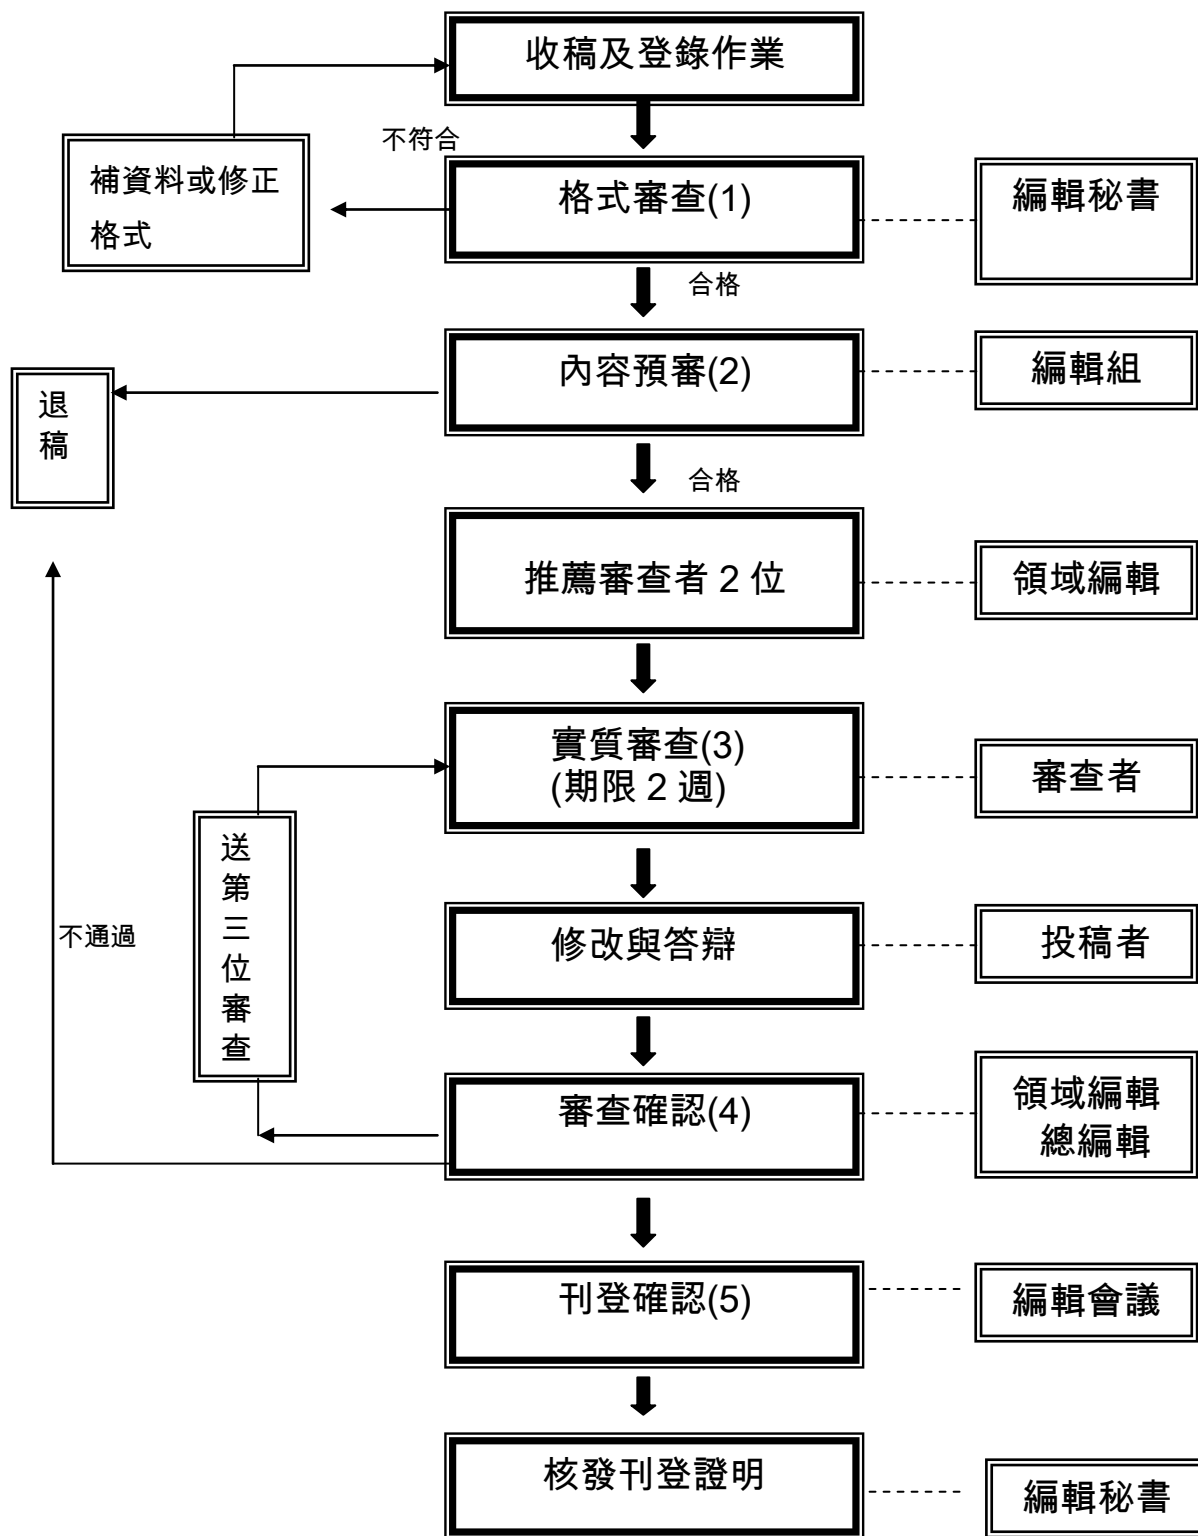 收稿及登錄作業
不符合
補資料或修正
格式
格式審查(1)
編輯秘書
合格
內容預審(2)
編輯組
退
稿
合格
推薦審查者 2 位
領域編輯
實質審查(3)
(期限 2 週)
審查者
送
第
三
位
審
查
不通過
修改與答辯
投稿者
審查確認(4)
領域編輯
總編輯
刊登確認(5)
編輯會議
核發刊登證明
編輯秘書